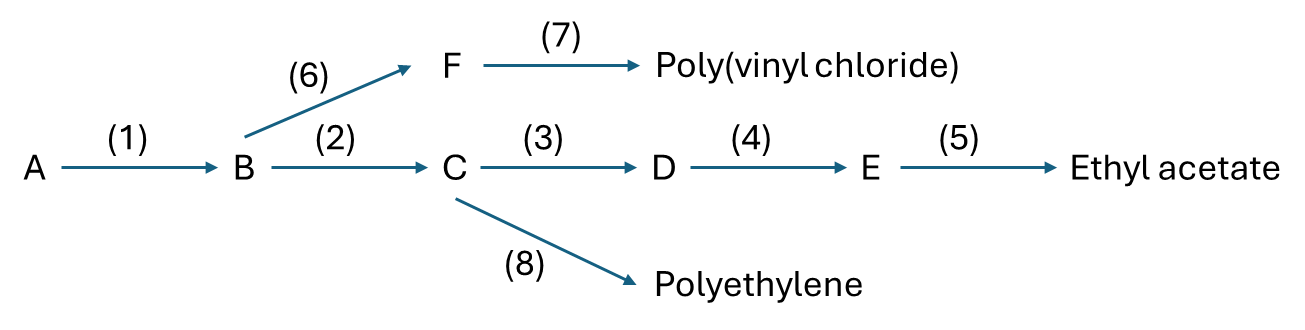 (7)
F
Poly(vinyl chloride)
(6)
(1)
(2)
(3)
(4)
(5)
A
B
C
D
E
Ethyl acetate
(8)
Polyethylene